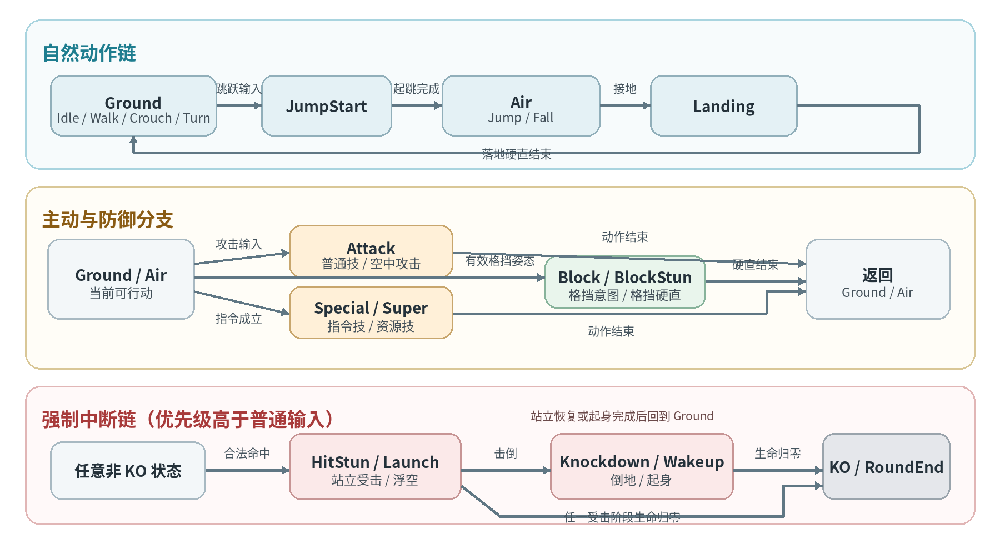 自然动作链
Ground
Idle / Walk / Crouch / Turn
跳跃输入
JumpStart
起跳完成
Air
Jump / Fall
接地
Landing
落地硬直结束
主动与防御分支
Ground / Air
当前可行动
攻击输入
指令成立
Attack
普通技 / 空中攻击
Special / Super
指令技 / 资源技
有效格挡姿态
动作结束
Block / BlockStun
格挡意图 / 格挡硬直
硬直结束
动作结束
返回
Ground / Air
强制中断链（优先级高于普通输入）
站立恢复或起身完成后回到 Ground
任意非 KO 状态
合法命中
HitStun / Launch
站立受击 / 浮空
击倒
Knockdown / Wakeup
倒地 / 起身
生命归零
KO / RoundEnd
任一受击阶段生命归零